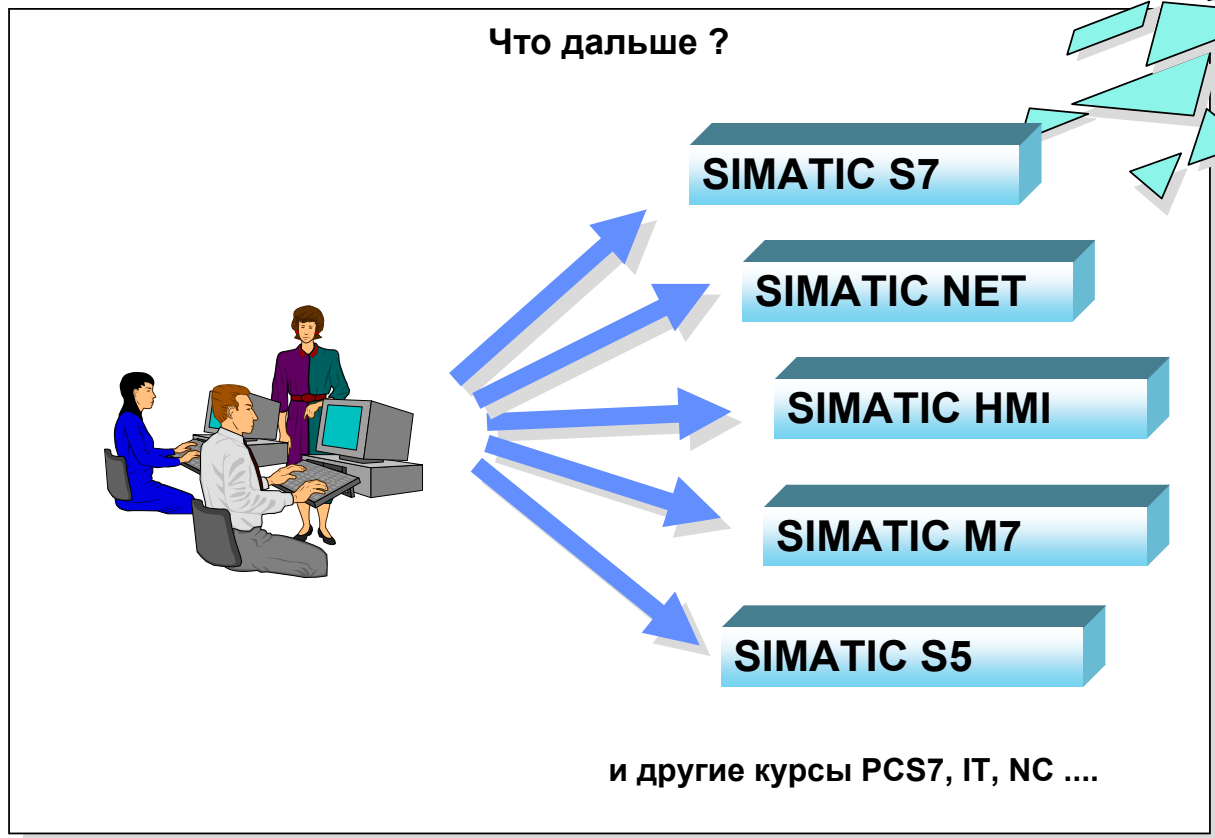 Что дальше ?
SIMATIC S7
SIMATIC NET
SIMATIC HMI
SIMATIC M7
SIMATIC S5
и другие курсы PCS7, IT, NC ....